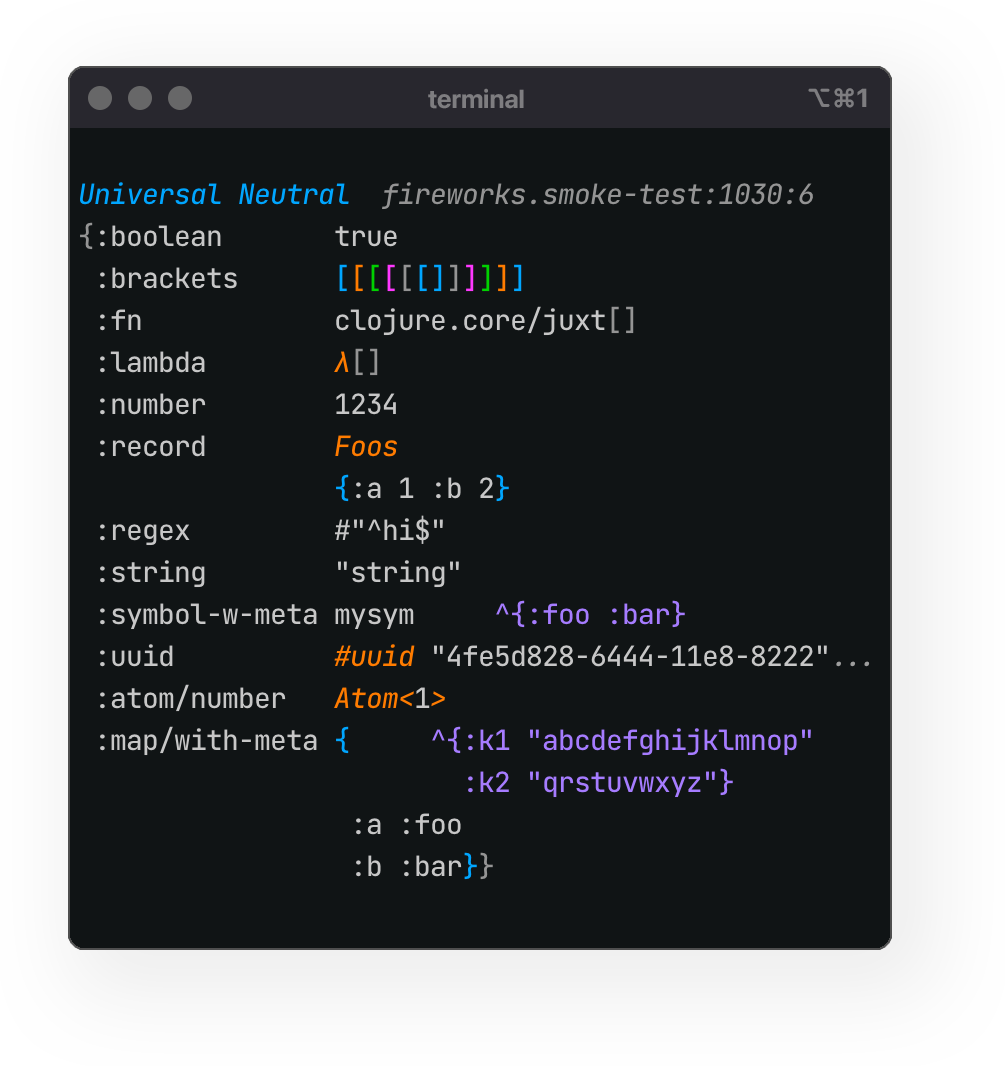 terminal ⌥⌘1
Universal Neutral  fireworks.smoke-test:1030:6
{:boolean       true
 :brackets      [[[[[[]]]]]]
 :fn            clojure.core/juxt[]
 :lambda        λ[]
 :number        1234
 :record        Foos
                {:a 1 :b 2}
 :regex         #"^hi$"
 :string        "string"
 :symbol-w-meta mysym     ^{:foo :bar}
 :uuid          #uuid "4fe5d828-6444-11e8-8222"...
 :atom/number   Atom<1>
 :map/with-meta {     ^{:k1 "abcdefghijklmnop"
                        :k2 "qrstuvwxyz"}
                 :a :foo
                 :b :bar}}